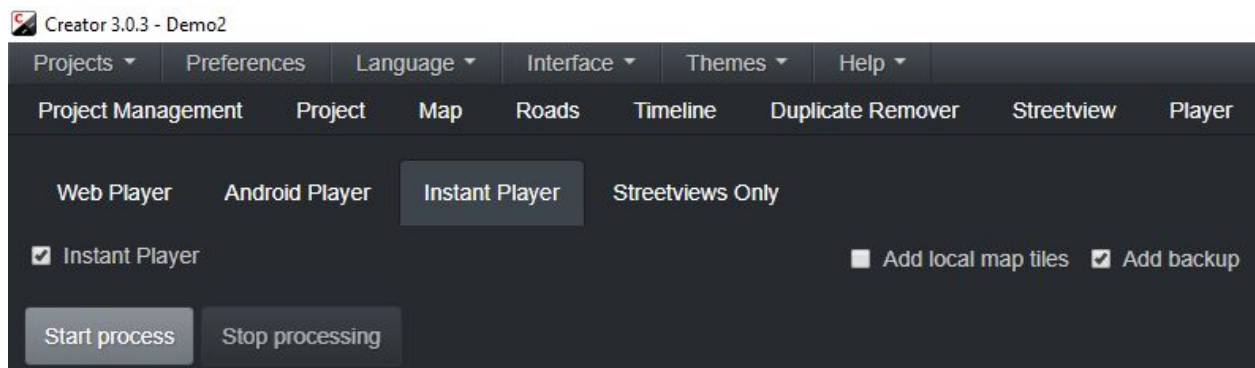 Creator 3.0.3 - Demo2
Projects Preferences Language Interface Themes Help
Project Management Project Map Roads Timeline Duplicate Remover Streetview Player
Web Player Android Player Instant Player Streetviews Only
Instant Player Add local map tiles Add backup
Start process Stop processing